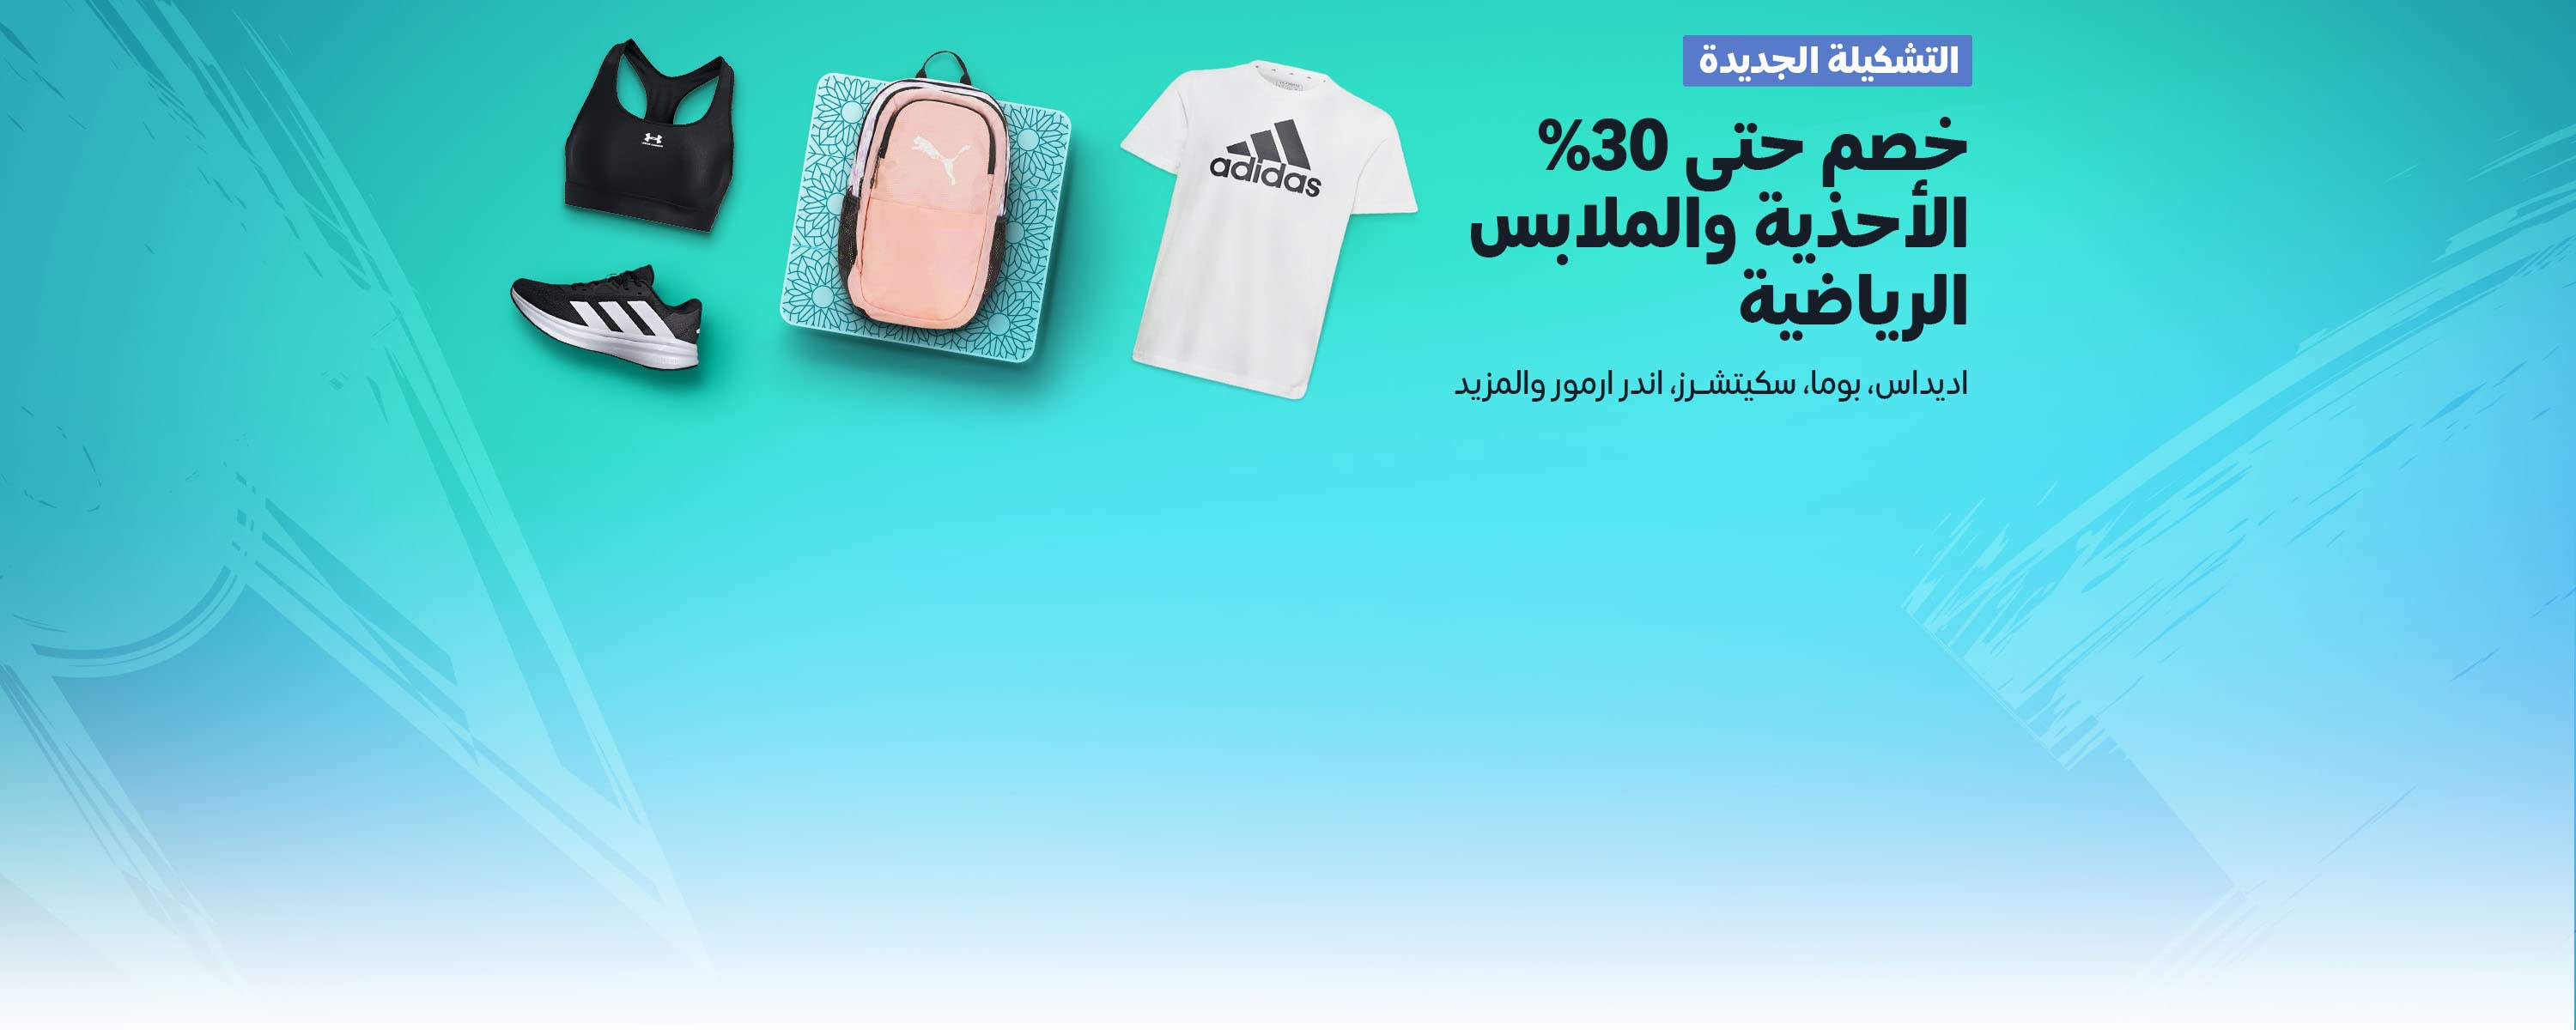 التشكيلة الجديدة
خصم حتى 30%
الأحذية والملابس
الرياضية
اديداس، بوما، سكيتشرز، اندر ارمور والمزيد
adidas